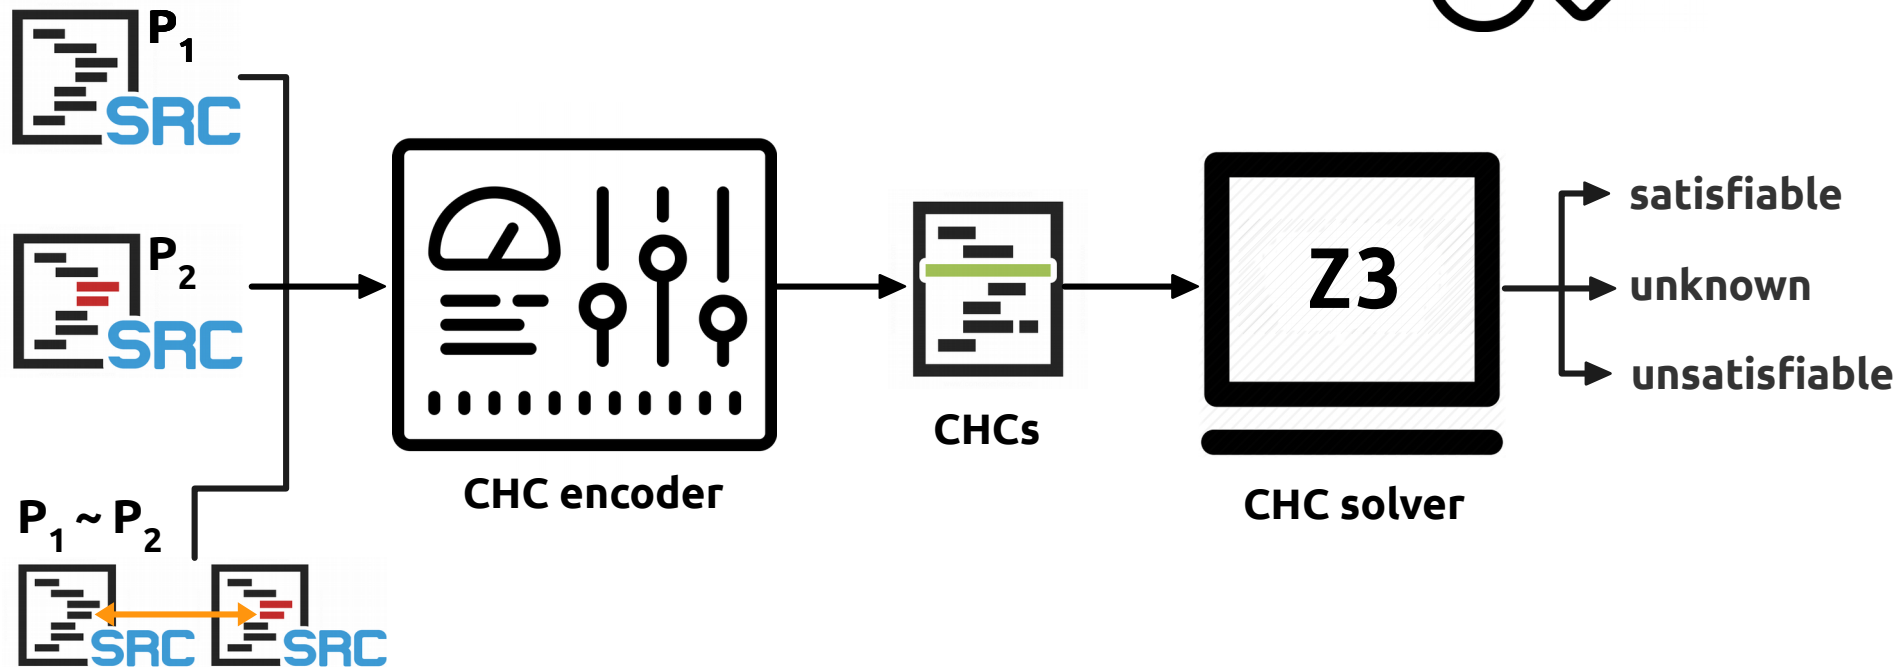 P1
SRC
P2
SRC
P1 ~ P2
SRC
SRC
CHC encoder
CHCs
Z3
CHC solver
satisfiable
unknown
unsatisfiable